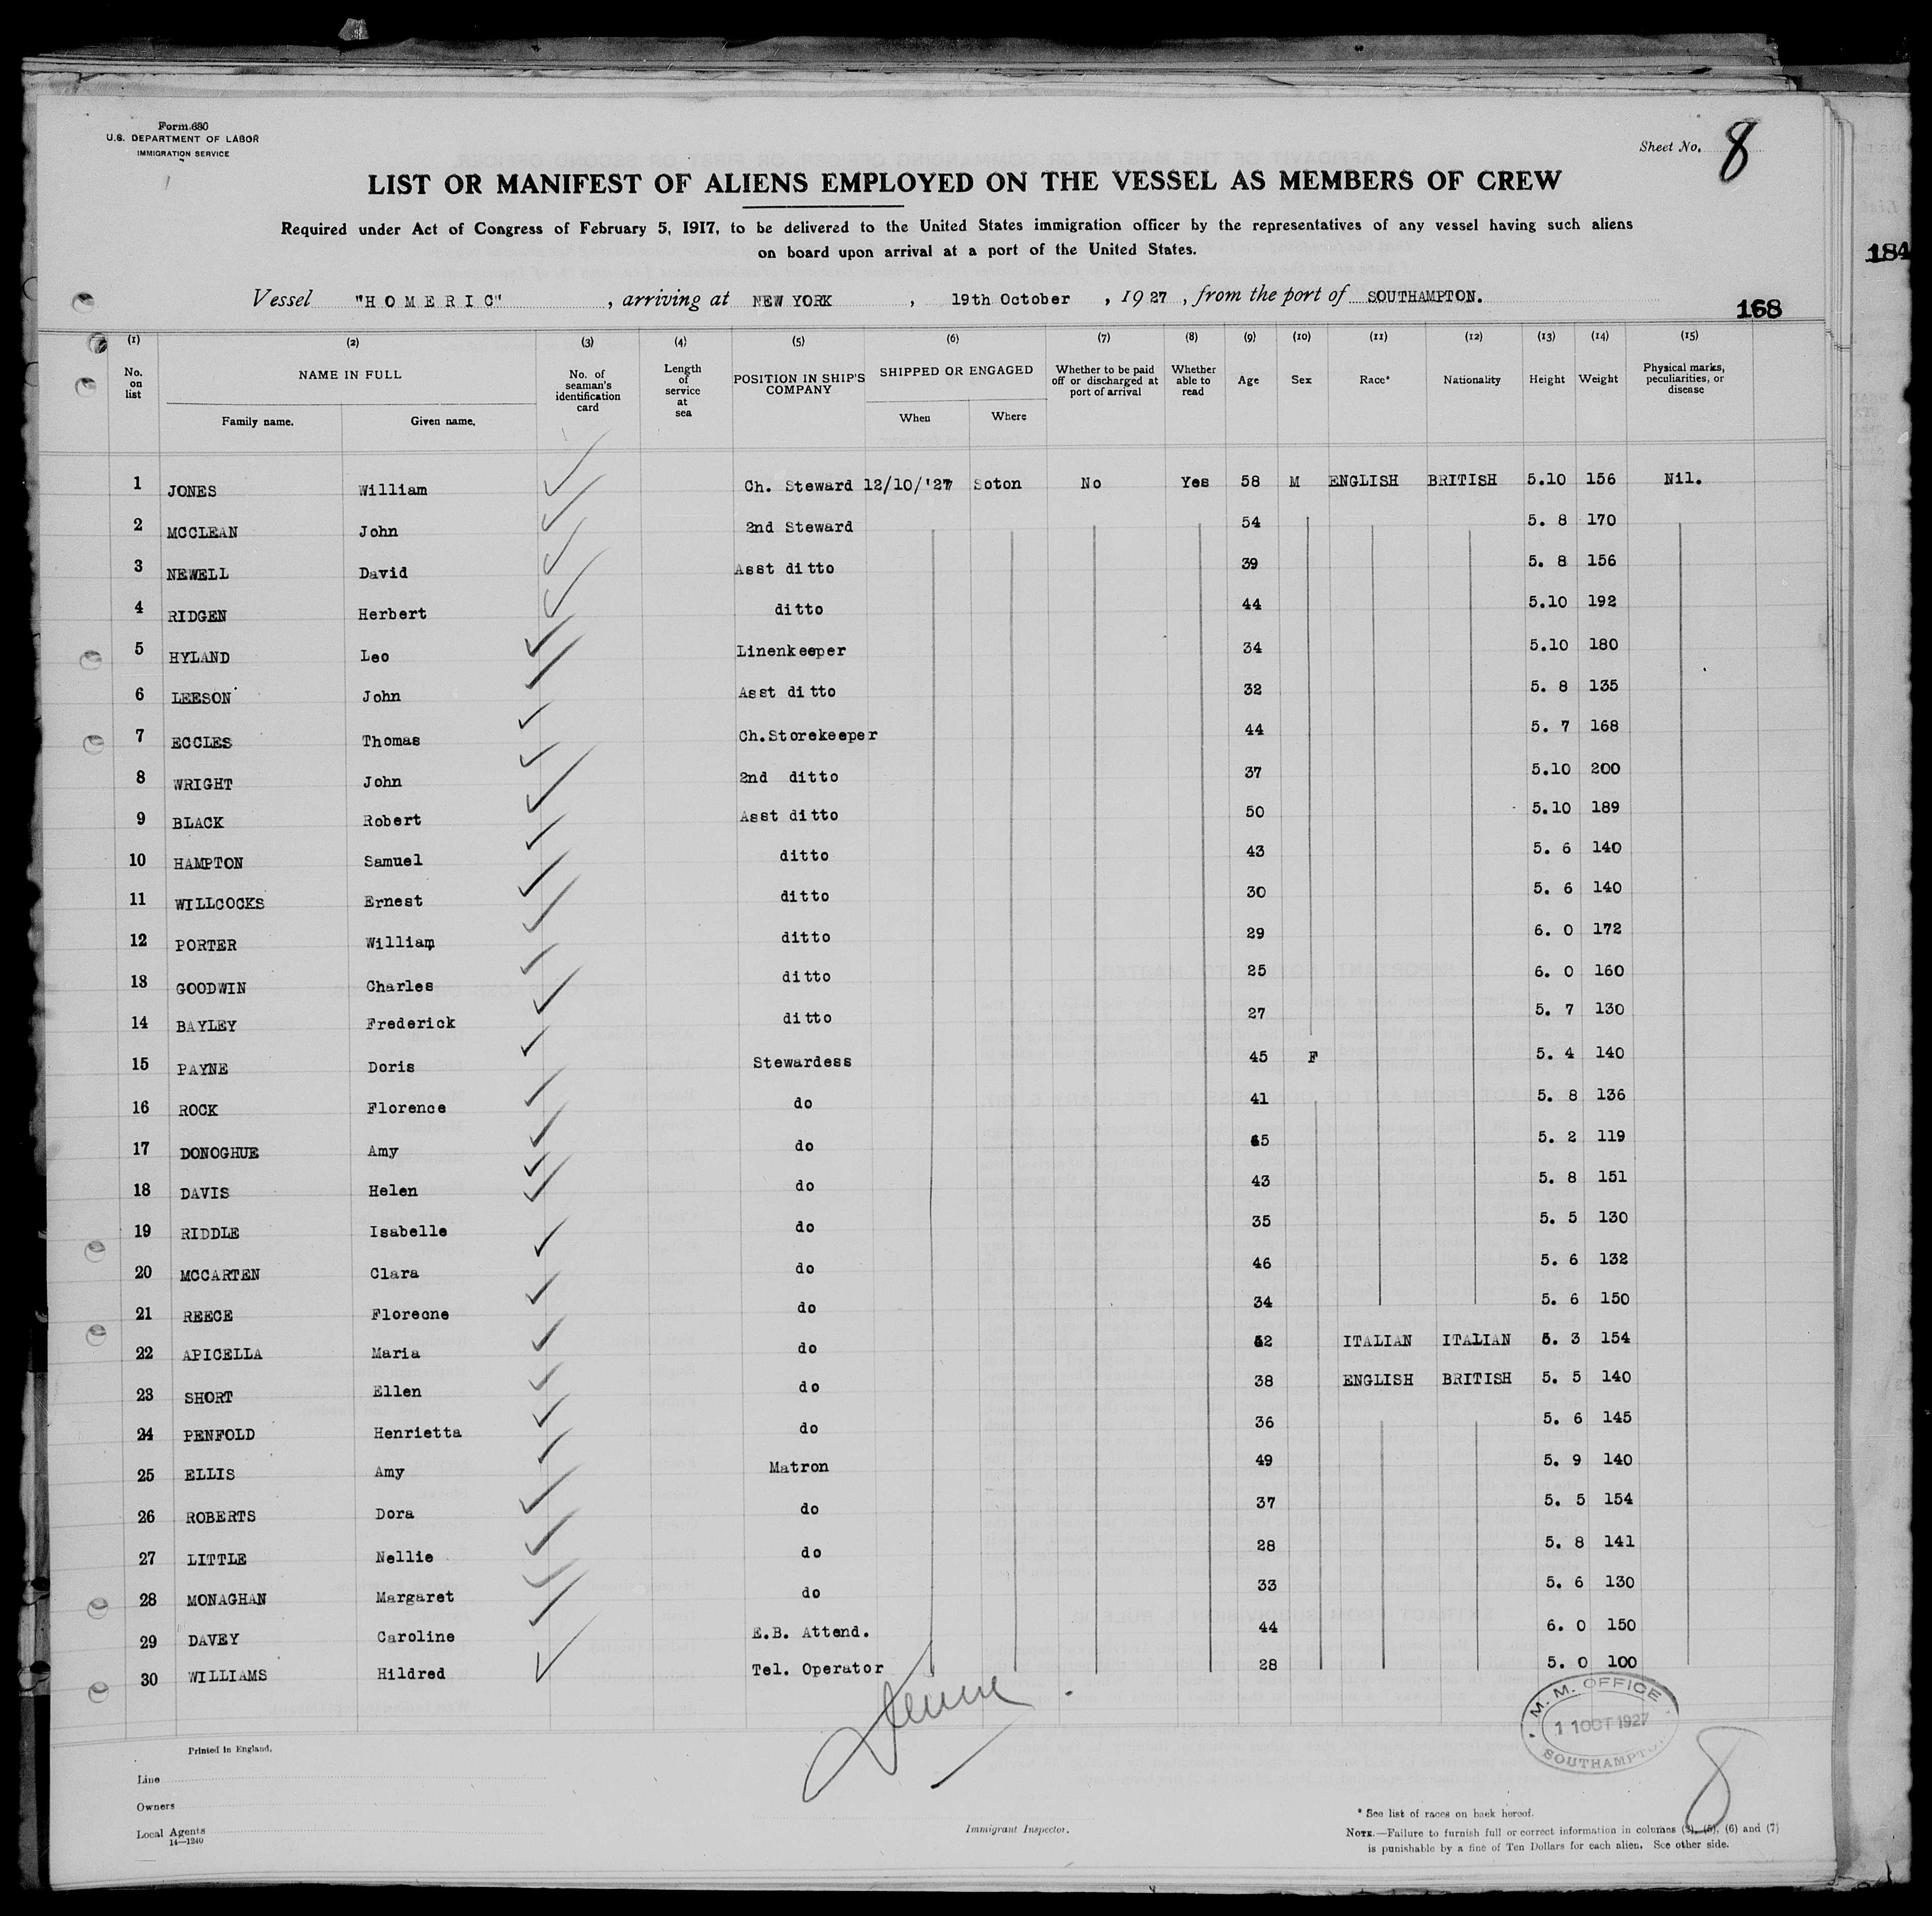 Form 680
U.S. DEPARTMENT OF LABOR
IMMIGRATION SERVICE
Sheet No. 8
LIST OR MANIFEST OF ALIENS EMPLOYED ON THE VESSEL AS MEMBERS OF CREW
Required under Act of Congress of February 5, 1917, to be delivered to the United States immigration officer by the representatives of any vessel having such aliens
on board upon arrival at a port of the United States.
184
Vessel "HOMERIC" , arriving at NEW YORK , 19th October , 1927 , from the port of SOUTHAMPTON.
168
(1) (2) (3) (4) (5) (6) (7) (8) (9) (10) (11) (12) (13) (14) (15)
No. on list NAME IN FULL Family name. Given name. No. of seaman's identification card Length of service at sea POSITION IN SHIP'S COMPANY SHIPPED OR ENGAGED When Where Whether to be paid off or discharged at port of arrival Whether able to read Age Sex Race* Nationality Height Weight Physical marks, peculiarities, or disease
1 JONES William Ch. Steward 12/10/'27 Soton No Yes 58 M ENGLISH BRITISH 5.10 156 Nil.
2 MCCLEAN John 2nd Steward 54 5. 8 170
3 NEWELL David Asst ditto 39 5. 8 156
4 RIDGEN Herbert ditto 44 5.10 192
5 HYLAND Leo Linenkeeper 34 5.10 180
6 LEESON John Asst ditto 32 5. 8 135
7 ECCLES Thomas Ch.Storekeeper 44 5. 7 168
8 WRIGHT John 2nd ditto 37 5.10 200
9 BLACK Robert Asst ditto 50 5.10 189
10 HAMPTON Samuel ditto 43 5. 6 140
11 WILLCOCKS Ernest ditto 30 5. 6 140
12 PORTER William ditto 29 6. 0 172
13 GOODWIN Charles ditto 25 6. 0 160
14 BAYLEY Frederick ditto 27 5. 7 130
15 PAYNE Doris Stewardess 45 F 5. 4 140
16 ROCK Florence do 41 5. 8 136
17 DONOGHUE Amy do 5. 2 119
18 DAVIS Helen do 43 5. 8 151
19 RIDDLE Isabelle do 35 5. 5 130
20 MCCARTEN Clara do 46 5. 6 132
21 REECE Floreone do 34 5. 6 150
22 APICELLA Maria do ITALIAN ITALIAN 5. 3 154
23 SHORT Ellen do 38 ENGLISH BRITISH 5. 5 140
24 PENFOLD Henrietta do 36 5. 6 145
25 ELLIS Amy Matron 49 5. 9 140
26 ROBERTS Dora do 37 5. 5 154
27 LITTLE Nellie do 28 5. 8 141
28 MONAGHAN Margaret do 33 5. 6 130
29 DAVEY Caroline E.B. Attend. 44 6. 0 150
30 WILLIAMS Hildred Tel. Operator 28 5. 0 100
M. M. OFFICE
11 OCT 1927
SOUTHAMPTON
8
Printed in England.
Line
Owners
Local Agents
14—1240
Immigrant Inspector.
* See list of races on back hereof.
NOTE.—Failure to furnish full or correct information in columns (3), (5), (6) and (7)
is punishable by a fine of Ten Dollars for each alien. See other side.